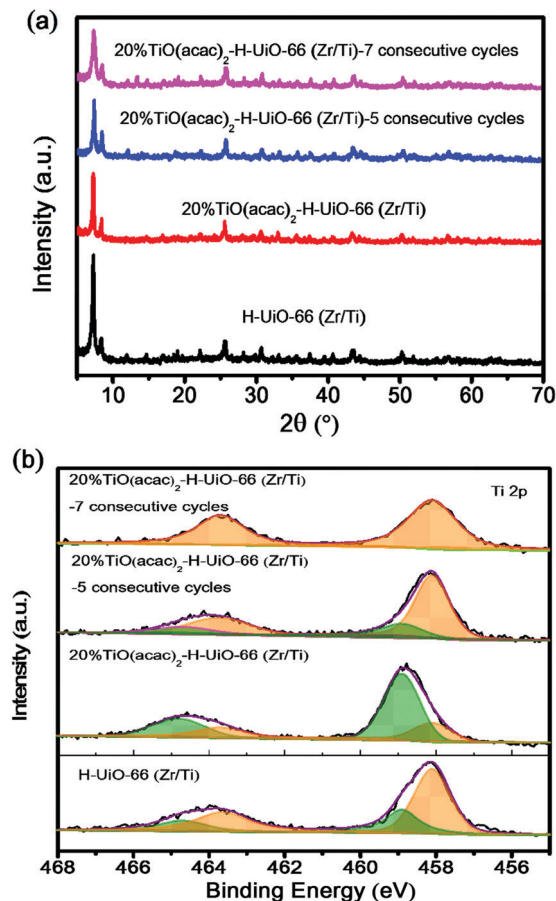 (a)
20%TiO(acac)2-H-UiO-66 (Zr/Ti)-7 consecutive cycles
20%TiO(acac)2-H-UiO-66 (Zr/Ti)-5 consecutive cycles
20%TiO(acac)2-H-UiO-66 (Zr/Ti)
H-UiO-66 (Zr/Ti)
Intensity (a.u.)
10 20 30 40 50 60 70
2θ (°)
(b)
20%TiO(acac)2-H-UiO-66 (Zr/Ti)
-7 consecutive cycles
Ti 2p
20%TiO(acac)2-H-UiO-66 (Zr/Ti)
-5 consecutive cycles
20%TiO(acac)2-H-UiO-66 (Zr/Ti)
H-UiO-66 (Zr/Ti)
Intensity (a.u.)
468 466 464 462 460 458 456
Binding Energy (eV)